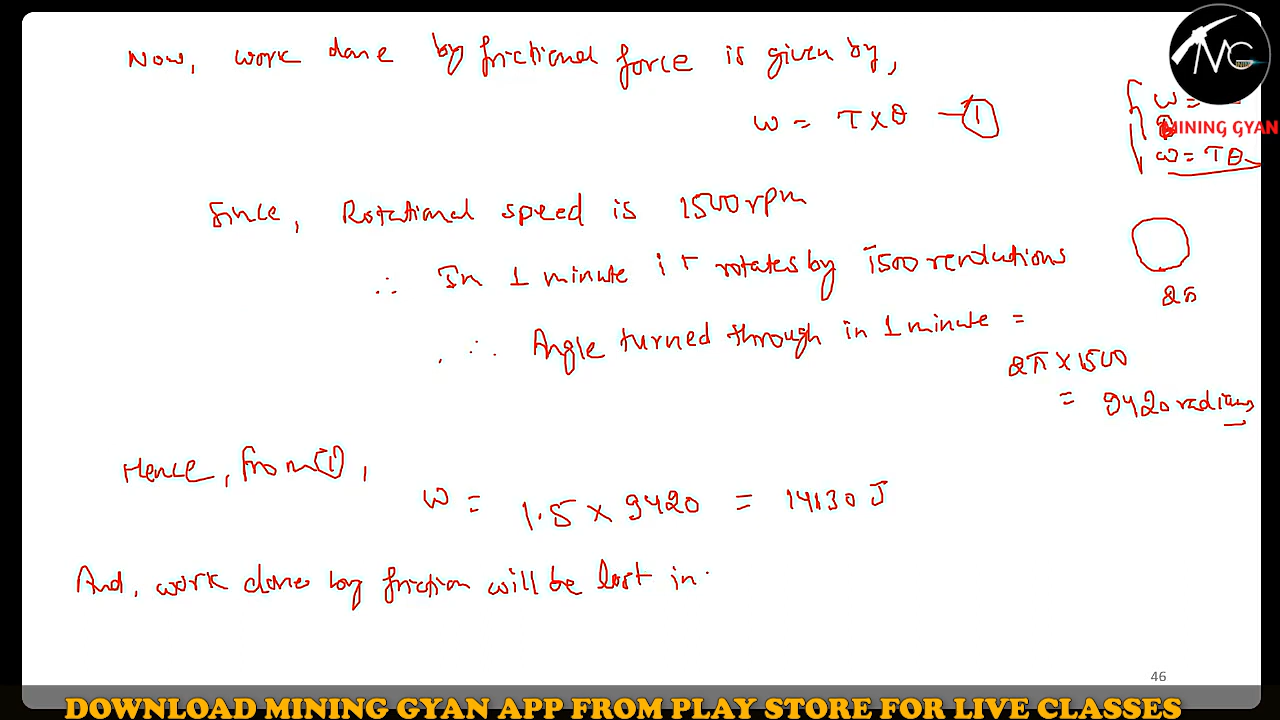 Now, work done by frictional force is given by,
W = T × θ — ①
W =
MINING GYAN
W = Tθ
Since, Rotational speed is 1500rpm
∴ In 1 minute it rotates by 1500 revolutions
2π
∴ Angle turned through in 1 minute =
2π × 1500
= 9420 radians
Hence, from ①,
W = 1.5 × 9420 = 14130 J
And, work done by friction will be lost in
46
DOWNLOAD MINING GYAN APP FROM PLAY STORE FOR LIVE CLASSES